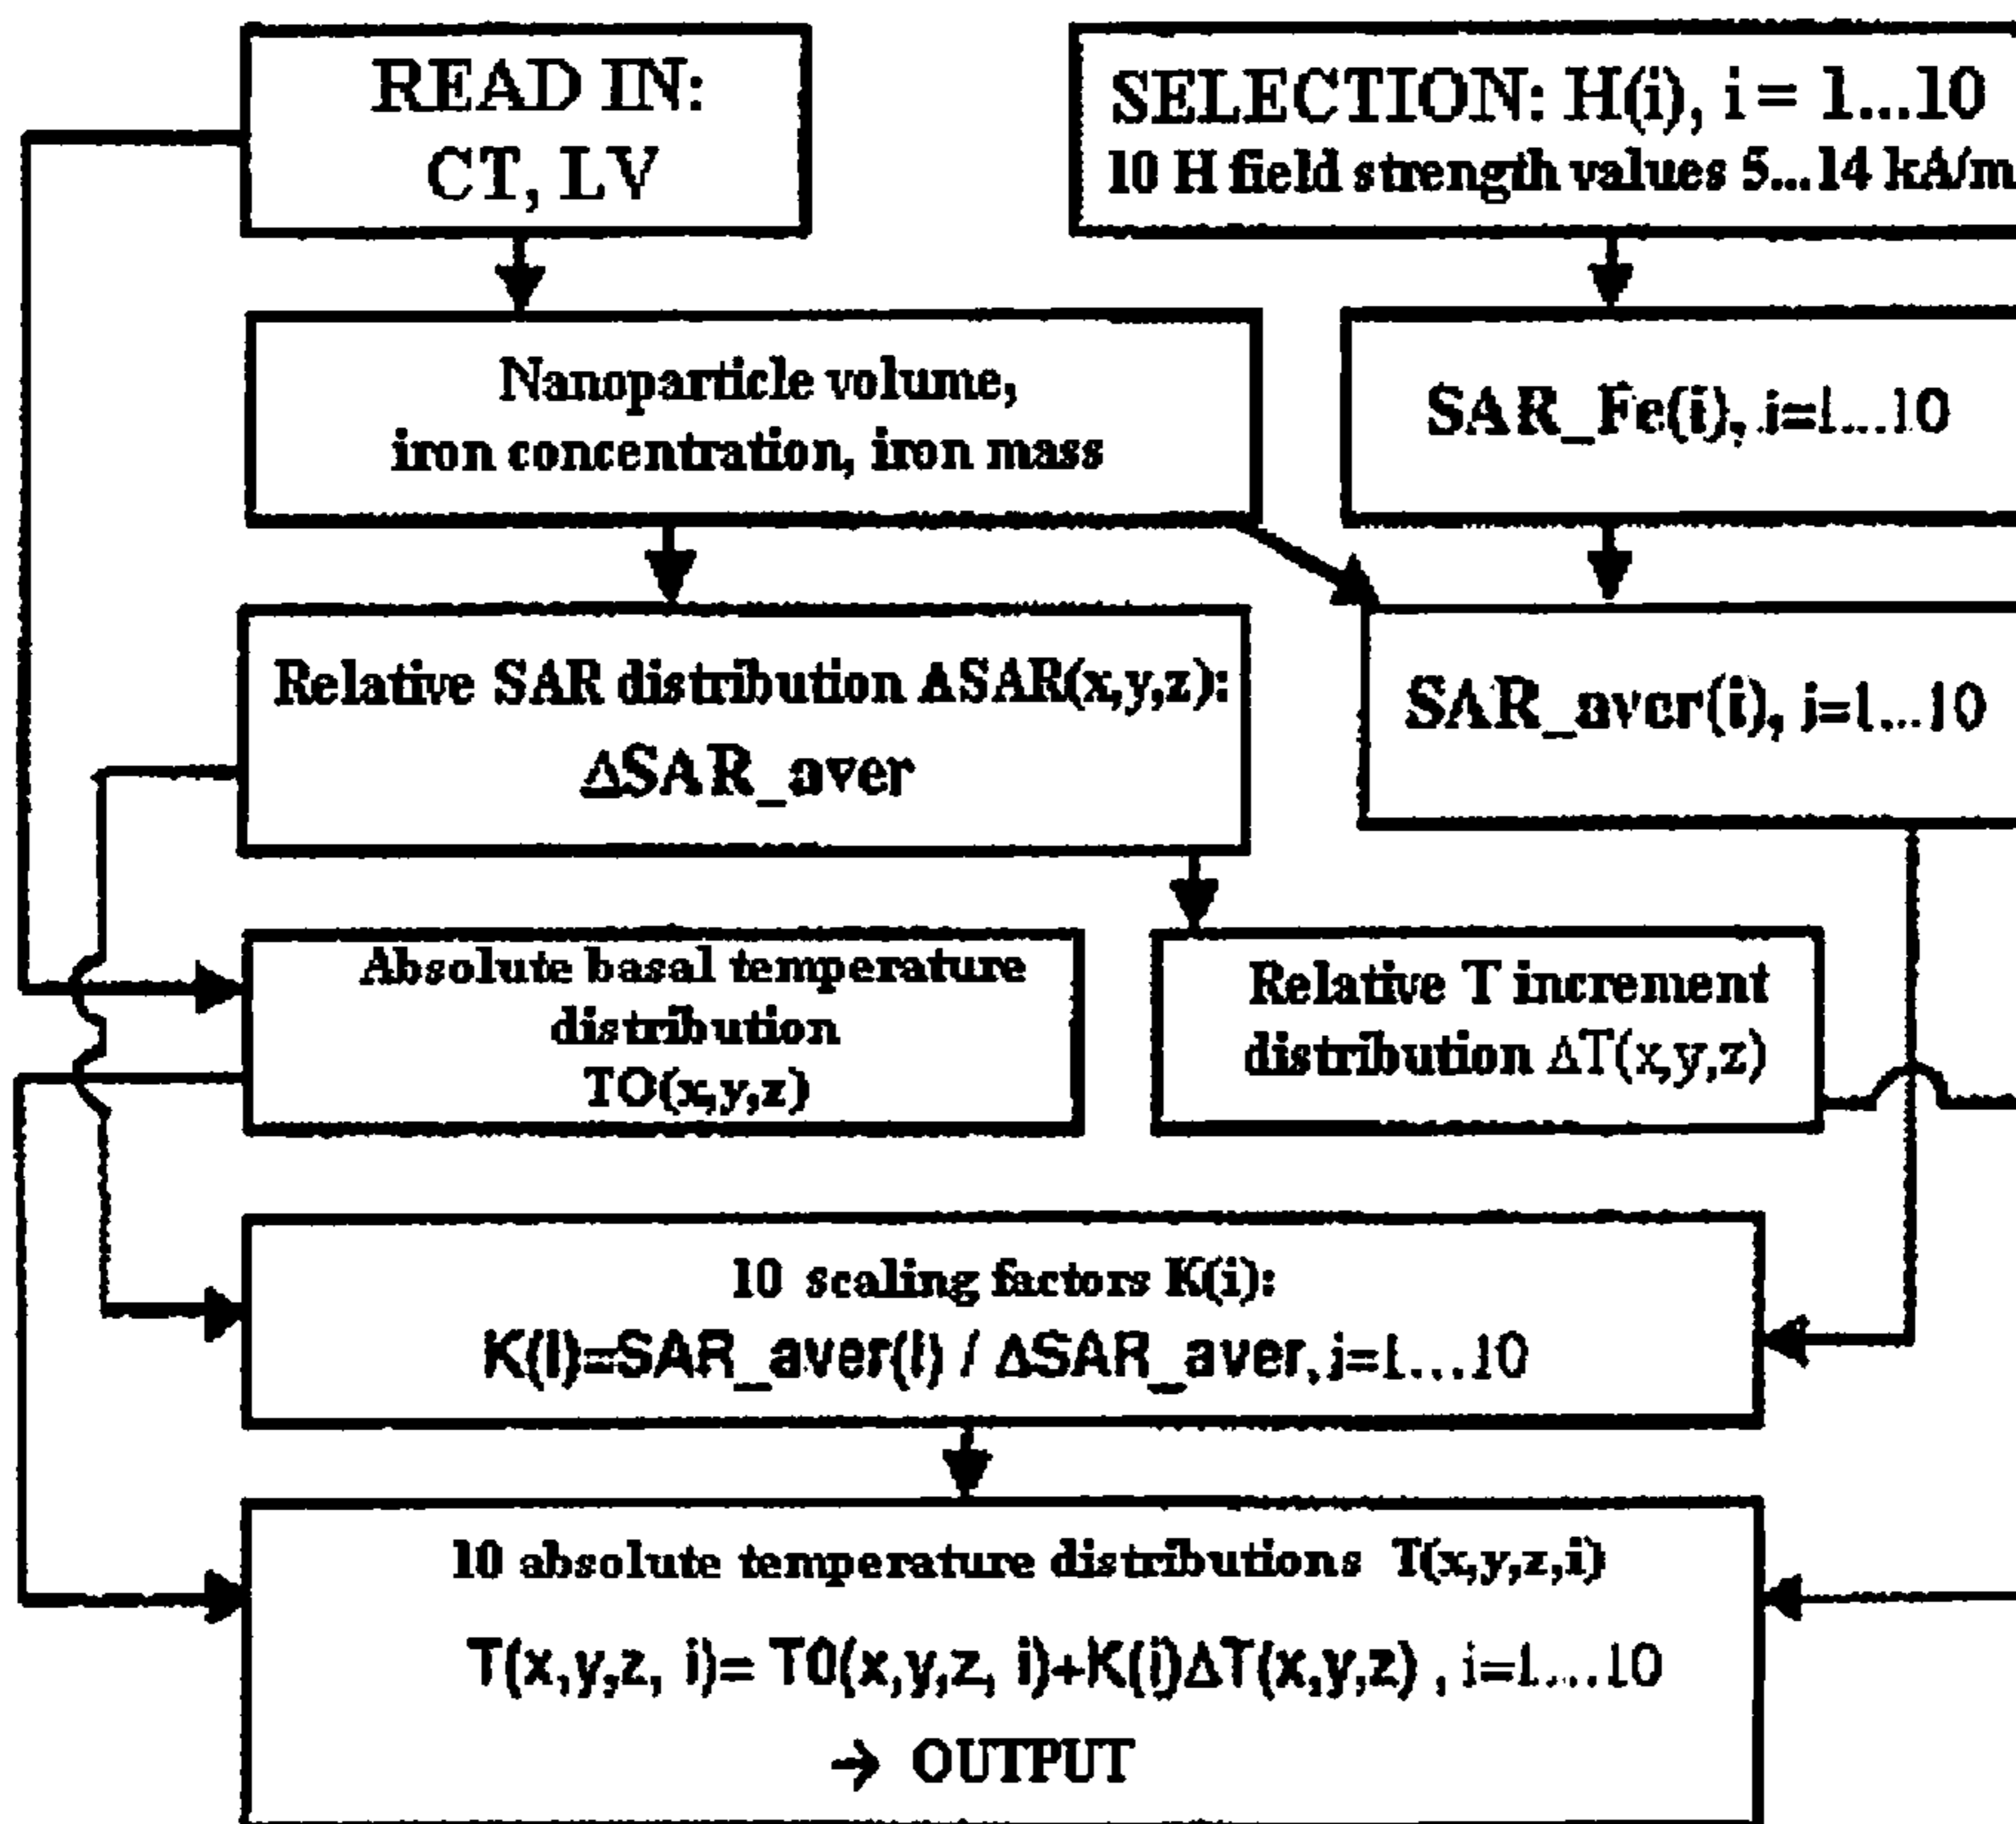 READ IN:
CT, LV
SELECTION: H(i), i = 1...10
10 H field strength values 5...14 kA/m
Nanoparticle volume,
iron concentration, iron mass
SAR_Fe(i), i=1...10
Relative SAR distribution ΔSAR(x,y,z):
ΔSAR_aver
SAR_aver(i), i=1...10
Absolute basal temperature
distribution
TO(x,y,z)
Relative T increment
distribution ΔT(x,y,z)
10 scaling factors K(i):
K(i)=SAR_aver(i) / ΔSAR_aver, i=1...10
10 absolute temperature distributions T(x,y,z,i)
T(x,y,z, i)= T0(x,y,z, i)+K(i)ΔT(x,y,z) , i=1....10
→ OUTPUT